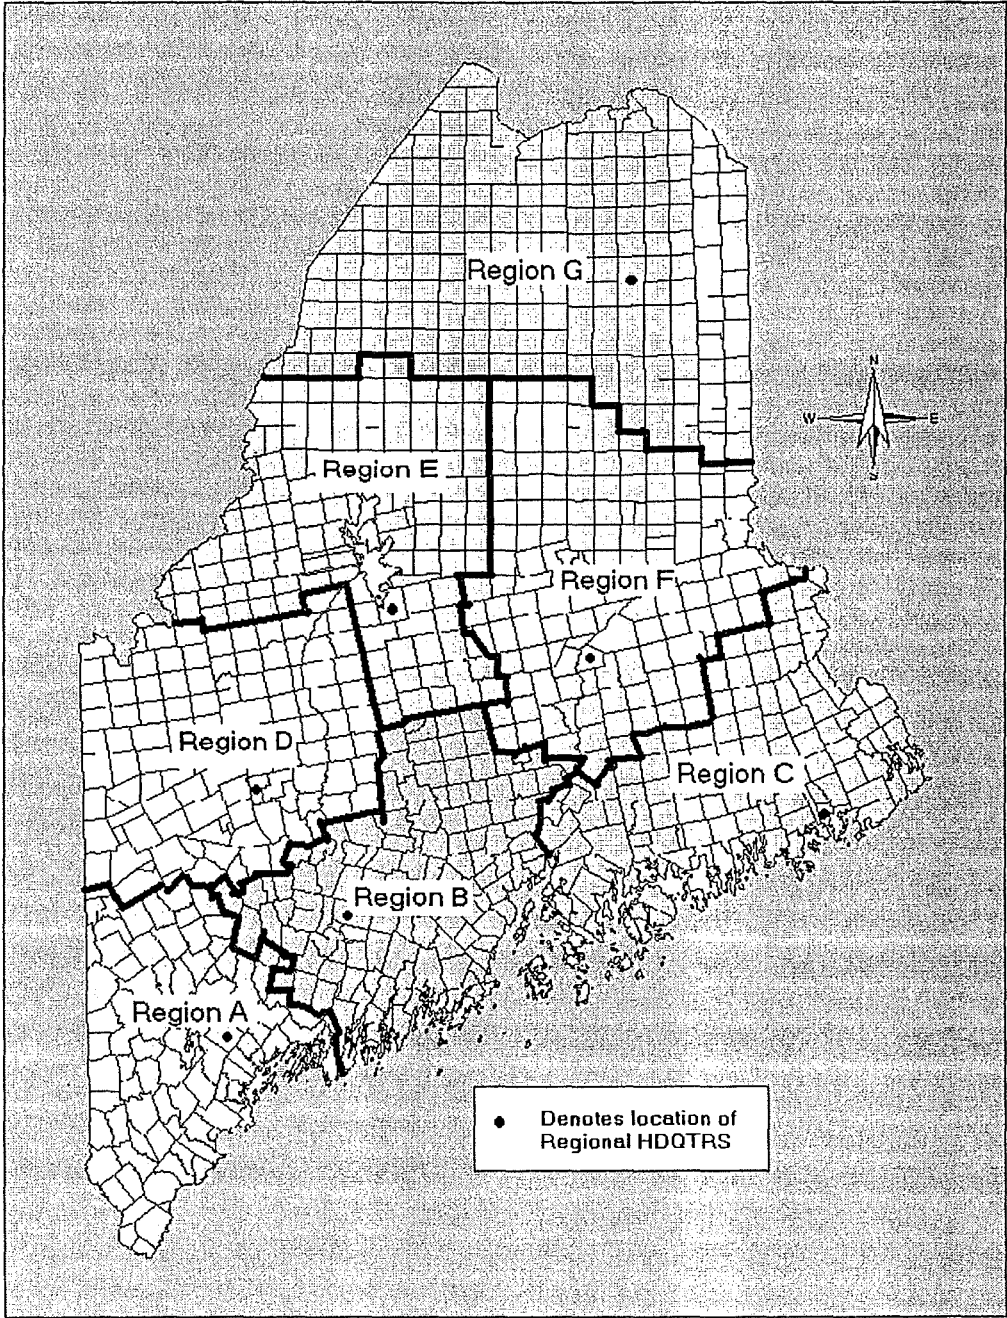 Region G
N
W E
S
Region E
Region F
Region D
Region C
Region B
Region A
Denotes location of
Regional HDQTRS